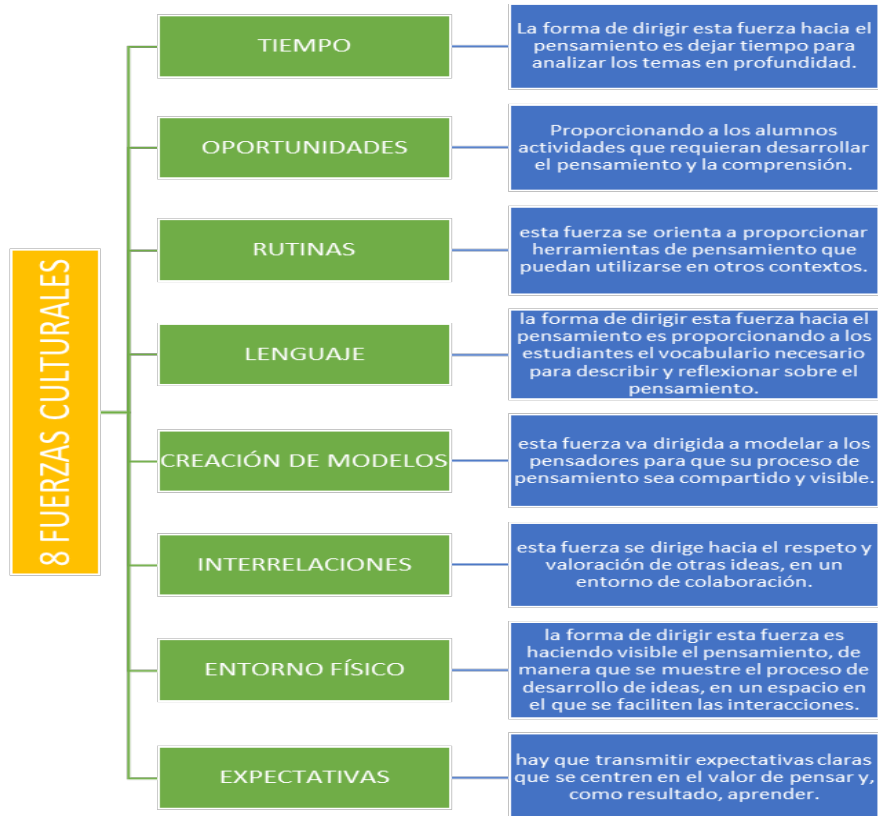 8 FUERZAS CULTURALES
TIEMPO
La forma de dirigir esta fuerza hacia el
pensamiento es dejar tiempo para
analizar los temas en profundidad.
OPORTUNIDADES
Proporcionando a los alumnos
actividades que requieran desarrollar
el pensamiento y la comprensión.
RUTINAS
esta fuerza se orienta a proporcionar
herramientas de pensamiento que
puedan utilizarse en otros contextos.
LENGUAJE
la forma de dirigir esta fuerza hacia el
pensamiento es proporcionando a los
estudiantes el vocabulario necesario
para describir y reflexionar sobre el
pensamiento.
CREACIÓN DE MODELOS
esta fuerza va dirigida a modelar a los
pensadores para que su proceso de
pensamiento sea compartido y visible.
INTERRELACIONES
esta fuerza se dirige hacia el respeto y
valoración de otras ideas, en un
entorno de colaboración.
ENTORNO FÍSICO
la forma de dirigir esta fuerza es
haciendo visible el pensamiento, de
manera que se muestre el proceso de
desarrollo de ideas, en un espacio en
el que se faciliten las interacciones.
EXPECTATIVAS
hay que transmitir expectativas claras
que se centren en el valor de pensar y,
como resultado, aprender.